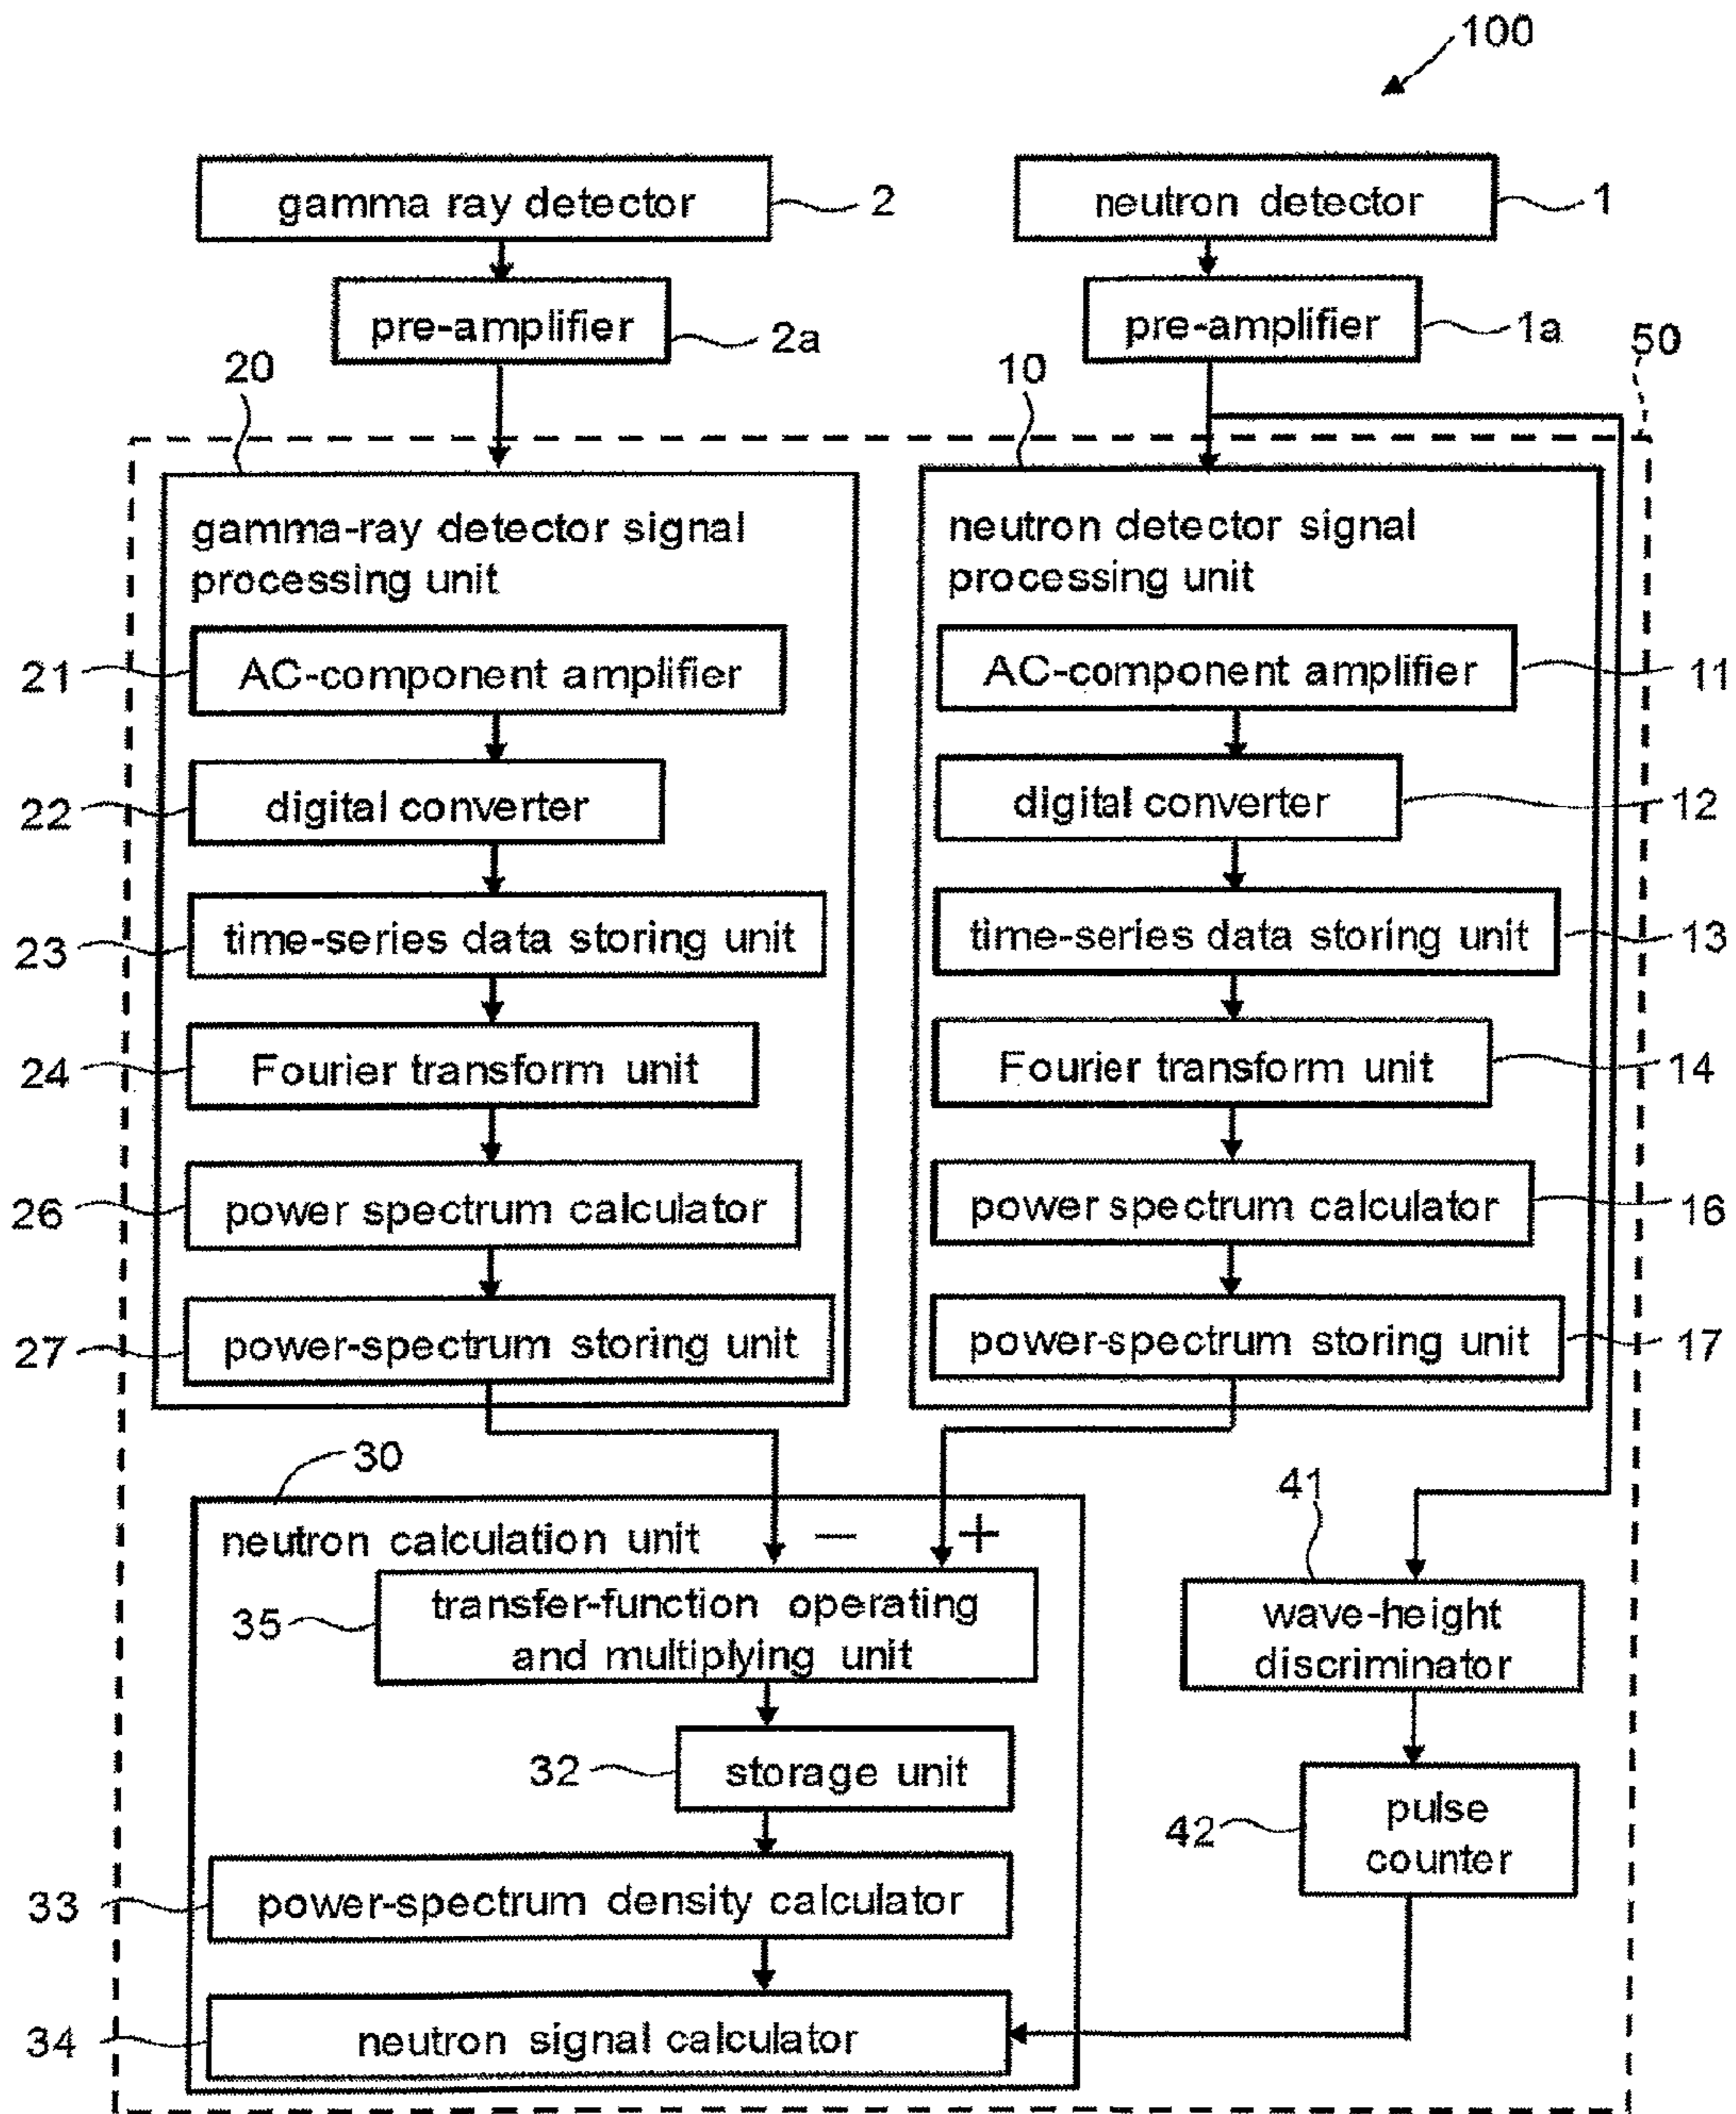 100
gamma ray detector
2
neutron detector
1
pre-amplifier
2a
pre-amplifier
1a
50
20
10
gamma-ray detector signal
processing unit
neutron detector signal
processing unit
21
AC-component amplifier
AC-component amplifier
11
22
digital converter
digital converter
12
23
time-series data storing unit
time-series data storing unit
13
24
Fourier transform unit
Fourier transform unit
14
26
power spectrum calculator
power spectrum calculator
16
27
power-spectrum storing unit
power-spectrum storing unit
17
30
neutron calculation unit
− +
41
35
transfer-function operating
and multiplying unit
wave-height
discriminator
32
storage unit
42
pulse
counter
33
power-spectrum density calculator
34
neutron signal calculator